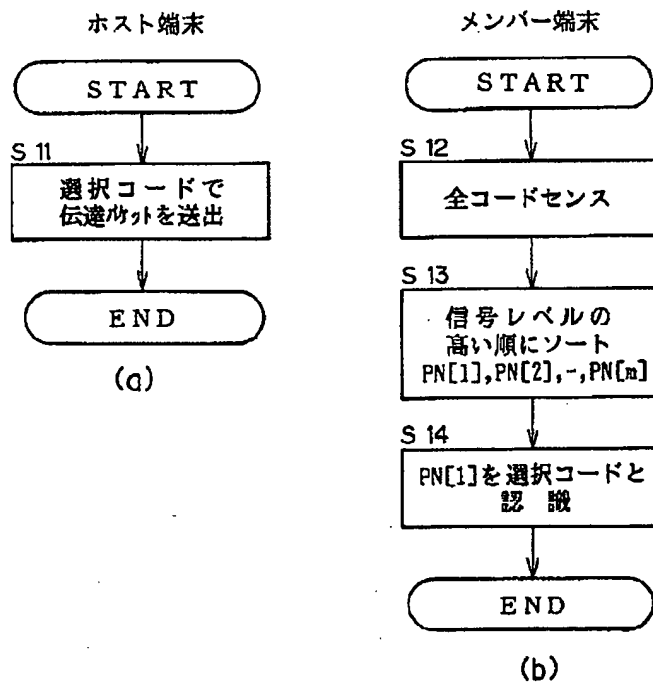 ホスト端末
START
S 11
選択コードで
伝達パケットを送出
END
(a)
メンバー端末
START
S 12
全コードセンス
S 13
信号レベルの
高い順にソート
PN[1],PN[2],-,PN[m]
S 14
PN[1]を選択コードと
認識
END
(b)